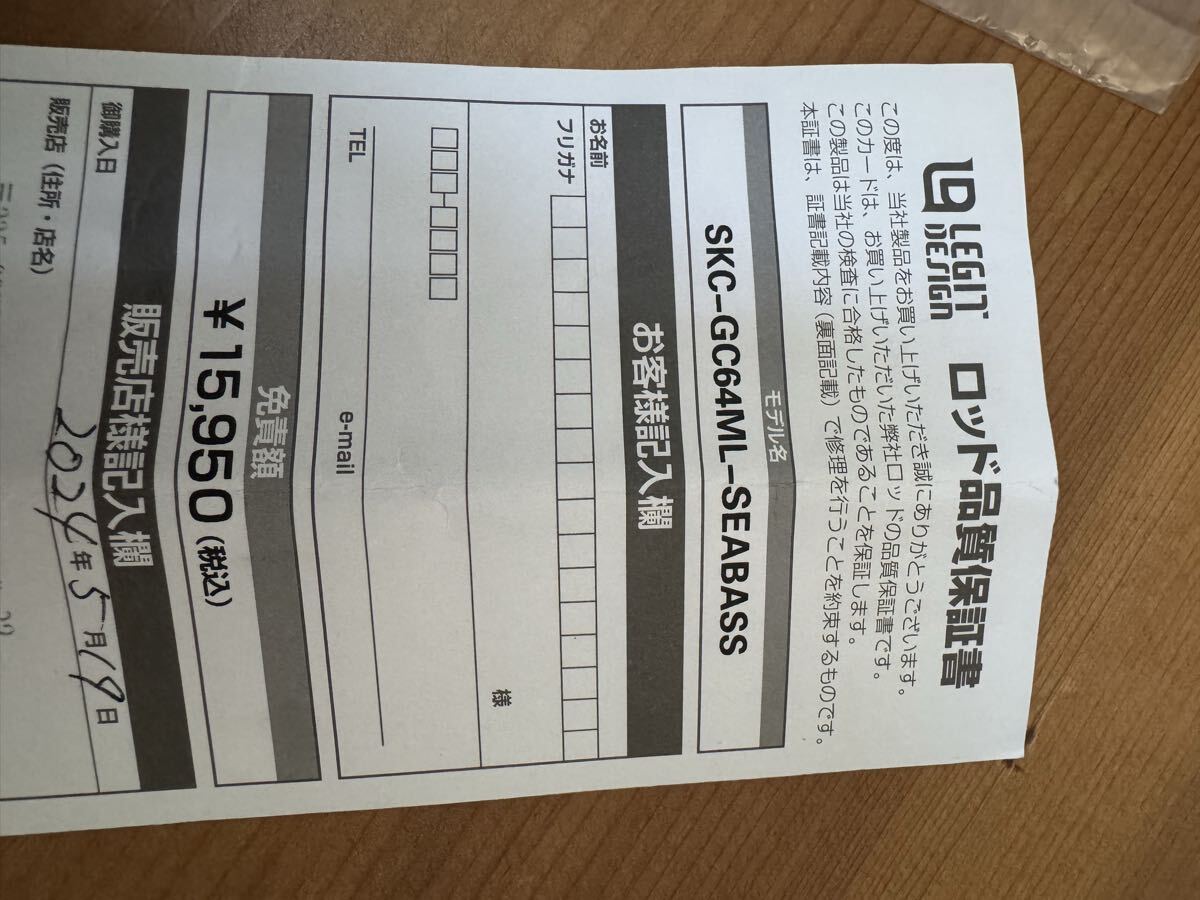 LEGIT DESIGN ロッド品質保証書
この度は、当社製品をお買い上げいただき誠にありがとうございます。
このカードは、お買い上げいただいた弊社ロッドの品質保証書です。
この製品は当社の検査に合格したものであることを保証します。
本証書は、証書記載内容（裏面記載）で修理を行うことを約束するものです。
モデル名
SKC-GC64ML-SEABASS
お客様記入欄
お名前
フリガナ
様
TEL
e-mail
免責額
¥15,950（税込）
販売店様記入欄
御購入日 2024年5月19日
販売店（住所・店名）